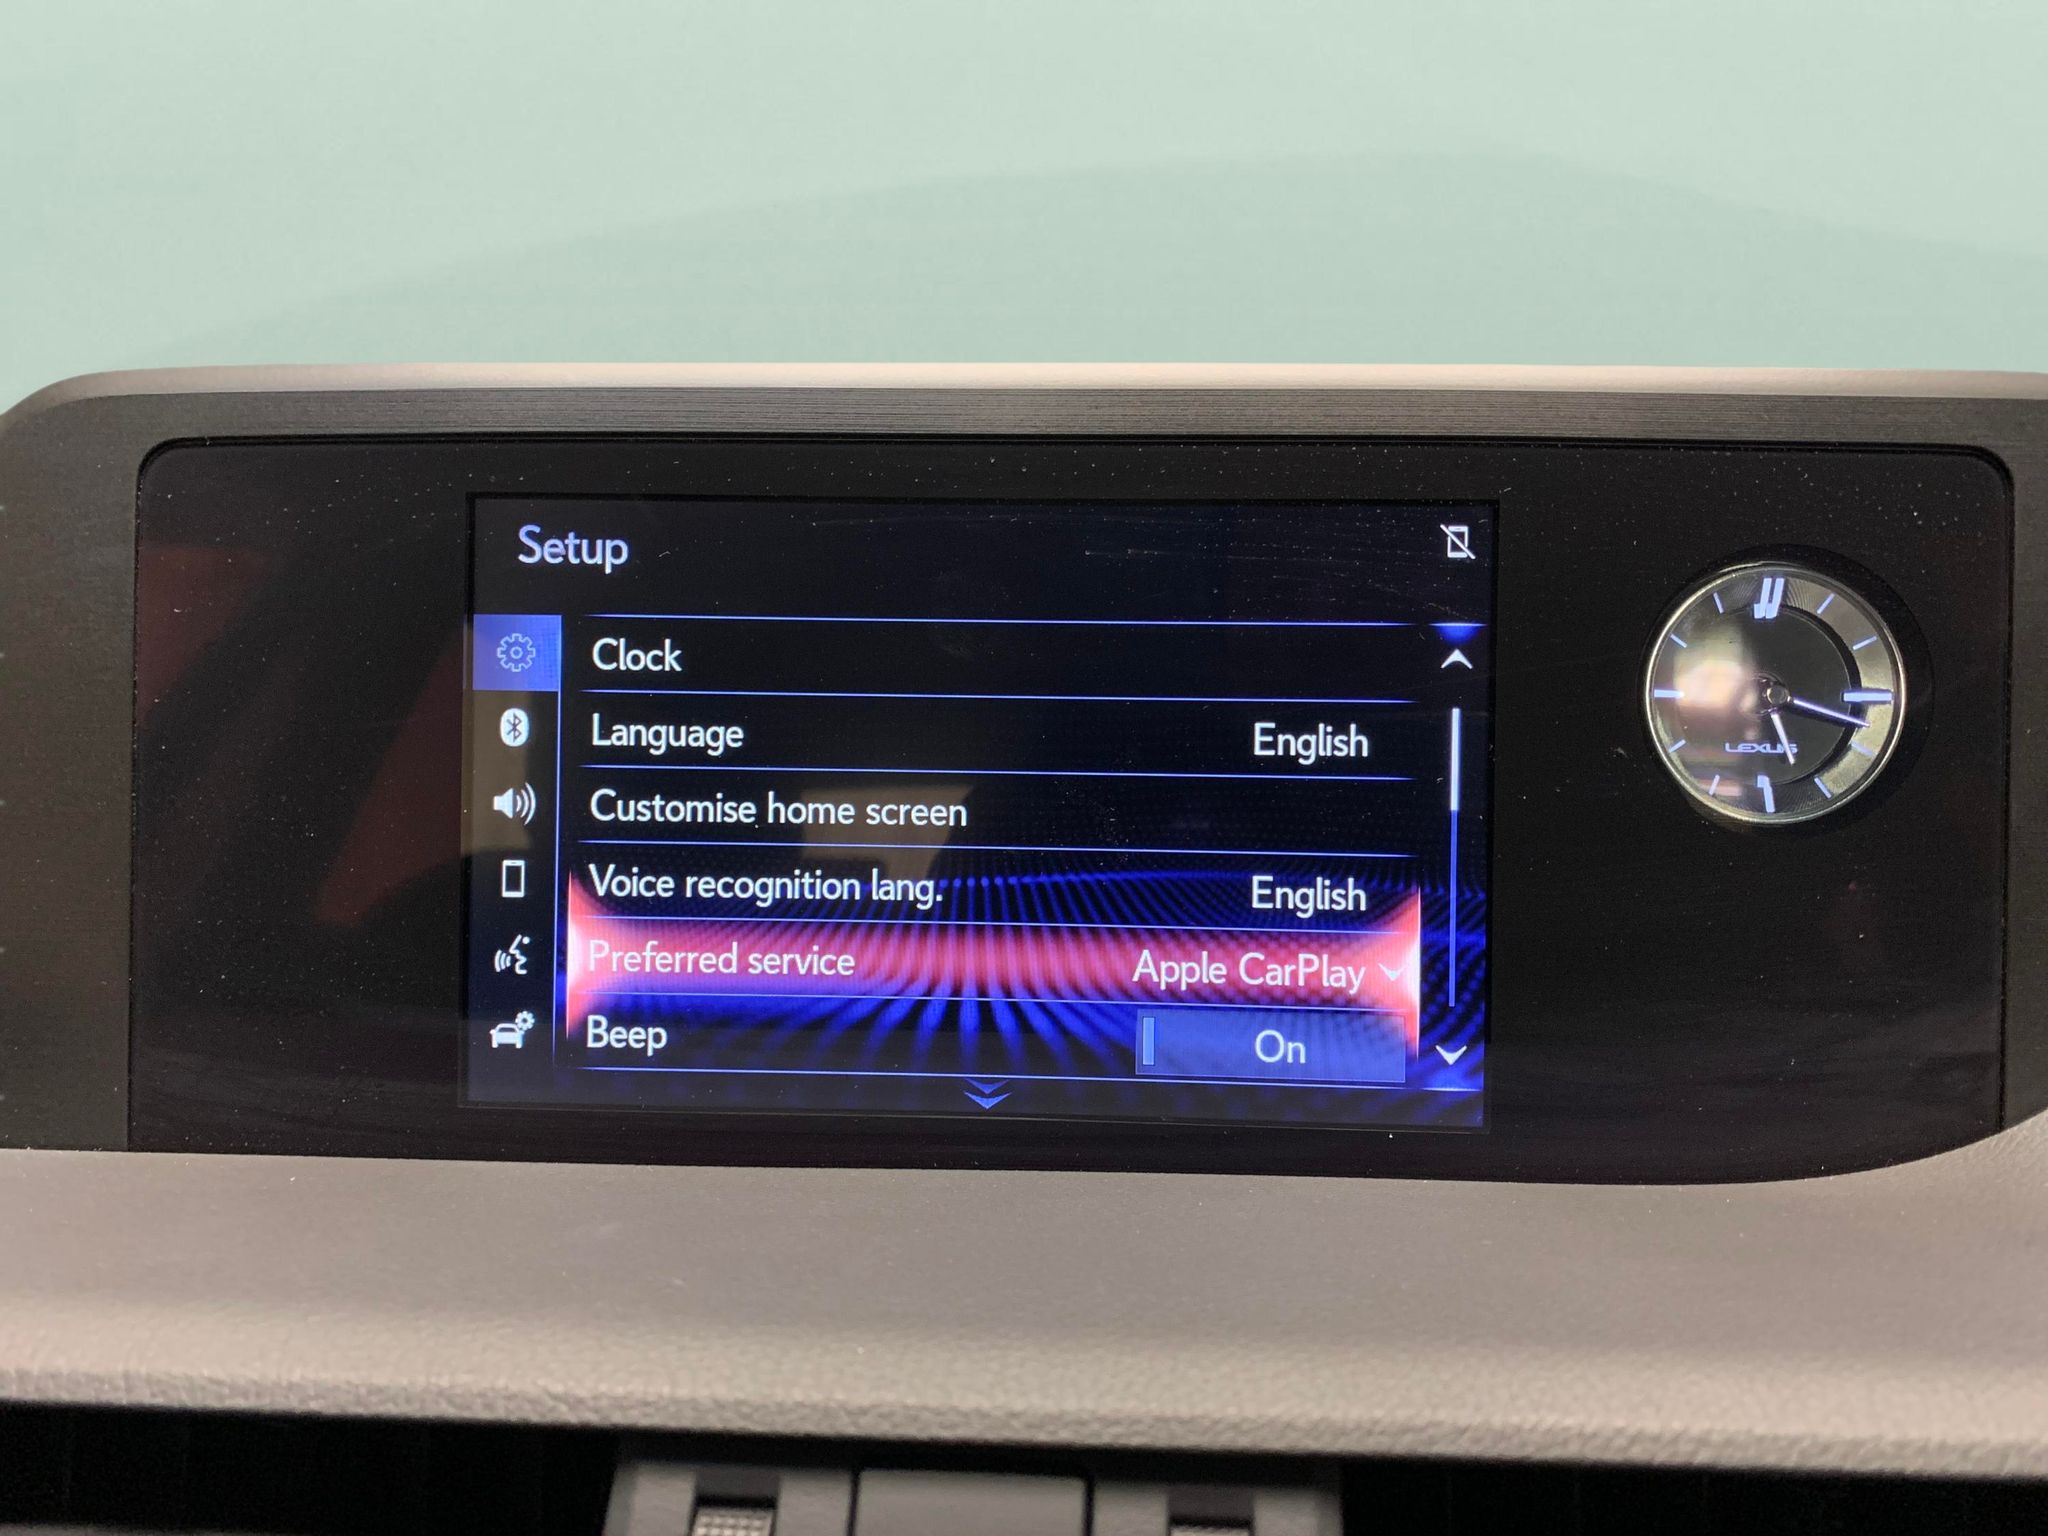 Setup
Clock
Language English
Customise home screen
Voice recognition lang. English
Preferred service Apple CarPlay
Beep On
LEXUS